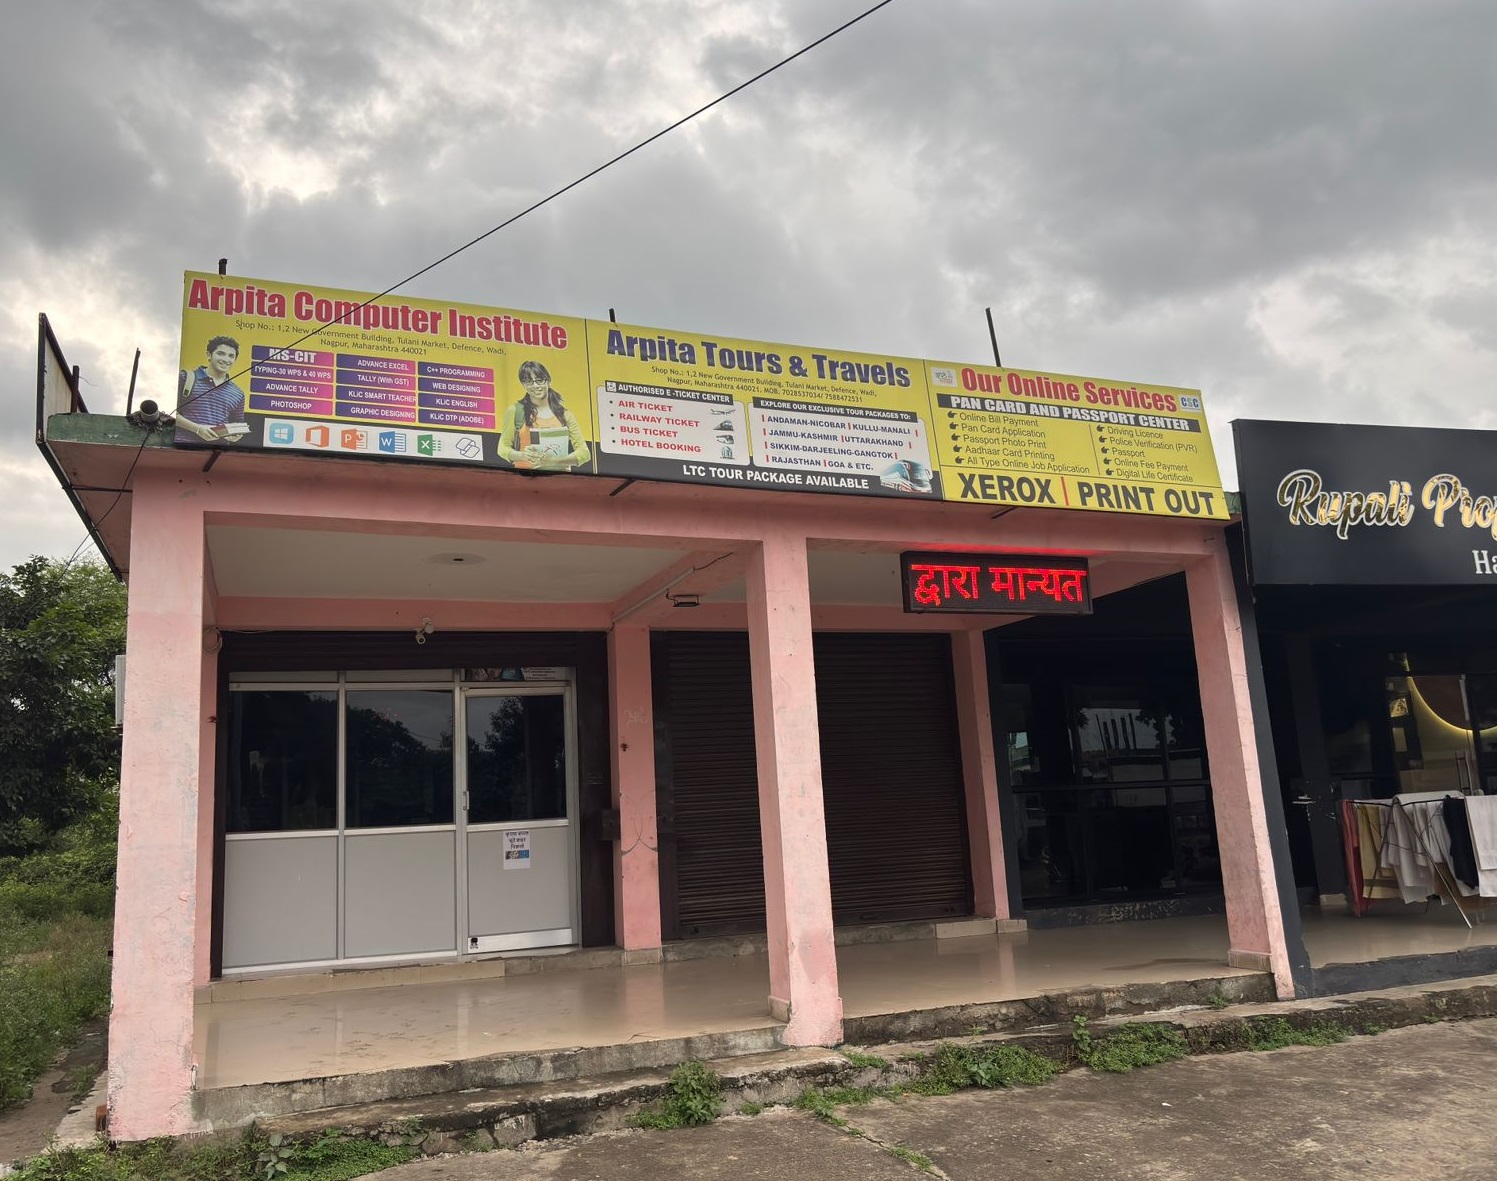 Arpita Computer Institute
Shop No.: 1,2 New Government Building, Tulani Market, Defence, Wadi,
Nagpur, Maharashtra 440021
MS-CIT
TYPING-30 WPS & 40 WPS
ADVANCE TALLY
PHOTOSHOP
ADVANCE EXCEL
TALLY (With GST)
KLiC SMART TEACHER
GRAPHIC DESIGNING
C++ PROGRAMMING
WEB DESIGNING
KLiC ENGLISH
KLiC DTP (ADOBE)
Arpita Tours & Travels
Shop No.: 1,2 New Government Building, Tulani Market, Defence, Wadi,
Nagpur, Maharashtra 440021, MOB. 7028537034/ 7588472531
AUTHORISED E -TICKET CENTER
• AIR TICKET
• RAILWAY TICKET
• BUS TICKET
• HOTEL BOOKING
EXPLORE OUR EXCLUSIVE TOUR PACKAGES TO:
| ANDAMAN-NICOBAR | KULLU-MANALI |
JAMMU-KASHMIR | UTTARAKHAND
| SIKKIM-DARJEELING-GANGTOK |
| RAJASTHAN | GOA & ETC.
LTC TOUR PACKAGE AVAILABLE
Our Online Services
CSC
PAN CARD AND PASSPORT CENTER
Online Bill Payment
Pan Card Application
Passport Photo Print
Aadhaar Card Printing
All Type Online Job Application
Driving Licence
Police Verification (PVR)
Passport
Online Fee Payment
Digital Life Certificate
XEROX | PRINT OUT
द्वारा मान्यत
Rupali
Ha